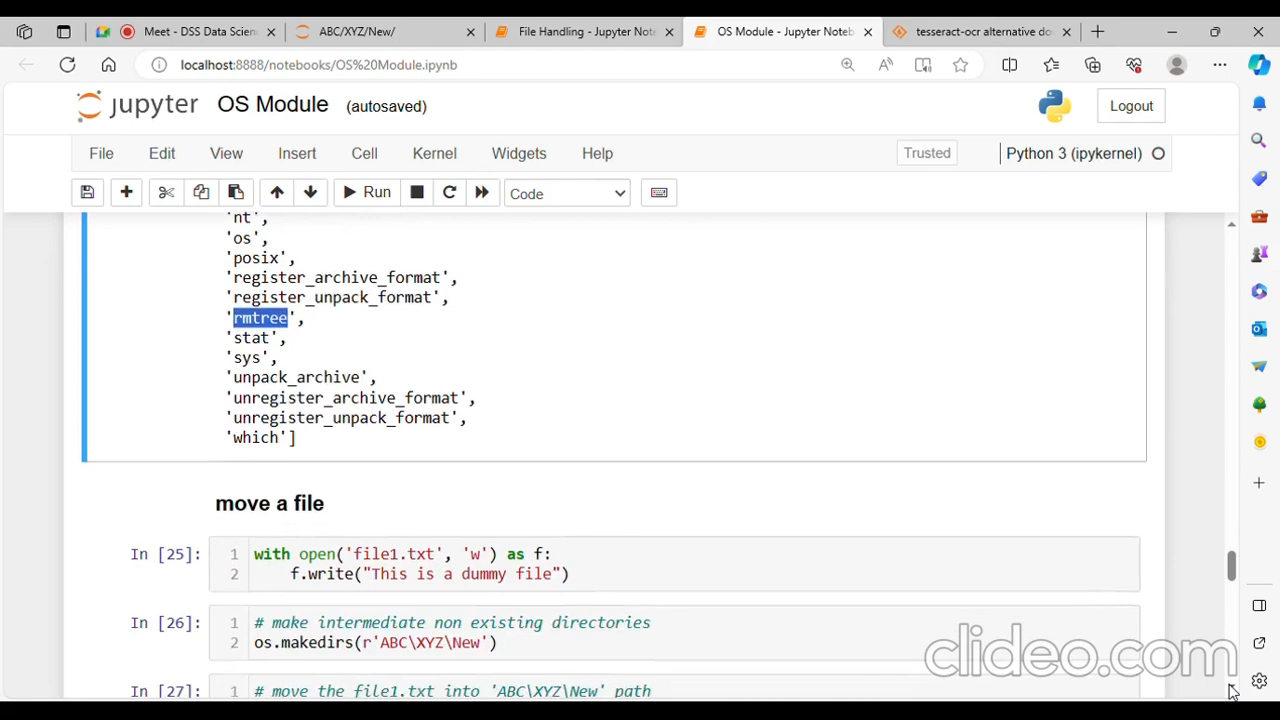 Meet - DSS Data Scien
ABC/XYZ/New/
File Handling - Jupyter Note
OS Module - Jupyter Noteb
tesseract-ocr alternative do
localhost:8888/notebooks/OS%20Module.ipynb
jupyter OS Module (autosaved)
Logout
File Edit View Insert Cell Kernel Widgets Help
Trusted
Python 3 (ipykernel)
Run
Code
'nt',
'os',
'posix',
'register_archive_format',
'register_unpack_format',
'rmtree',
'stat',
'sys',
'unpack_archive',
'unregister_archive_format',
'unregister_unpack_format',
'which']
move a file
In [25]: 1 with open('file1.txt', 'w') as f:
2 f.write("This is a dummy file")
In [26]: 1 # make intermediate non existing directories
2 os.makedirs(r'ABC\XYZ\New')
In [27]: 1 # move the file1.txt into 'ABC\XYZ\New' path
clideo.com